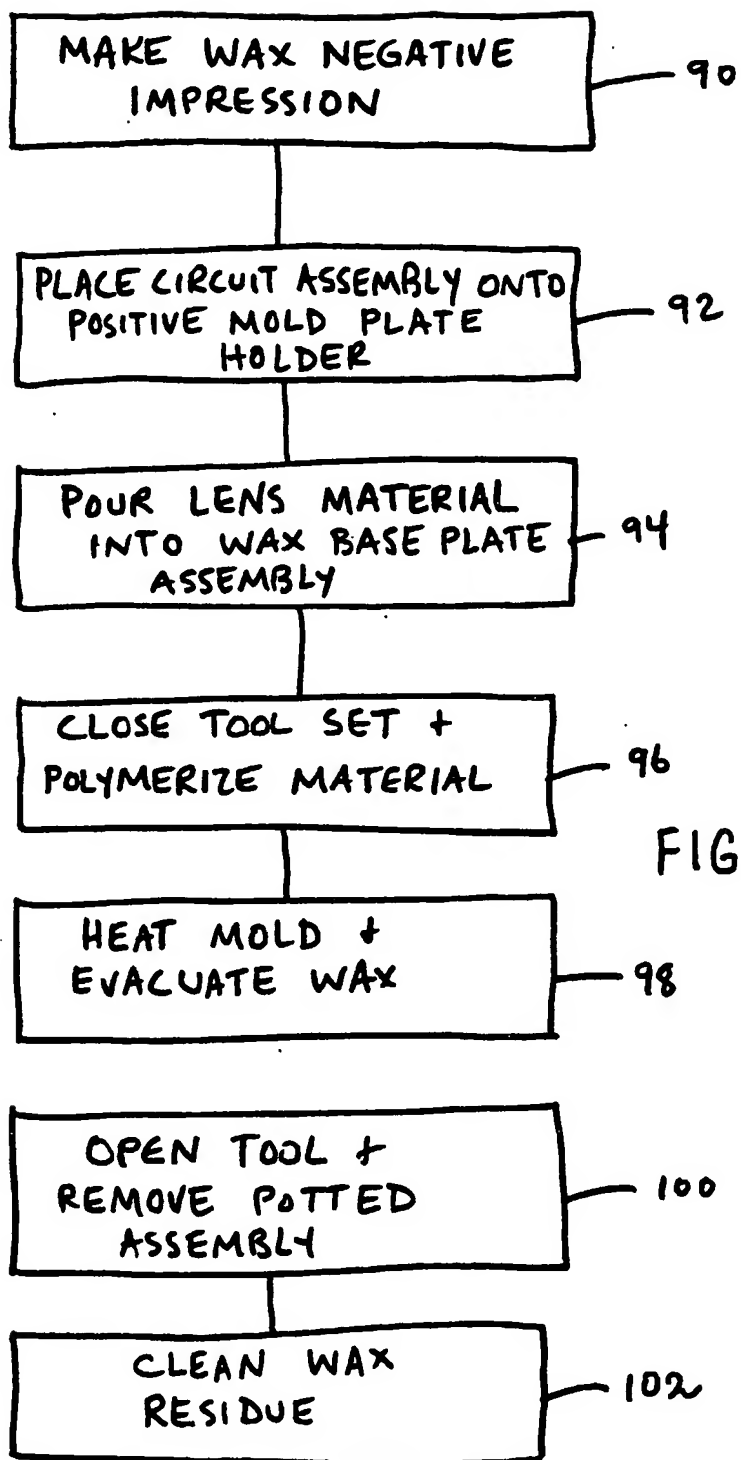 MAKE WAX NEGATIVE
IMPRESSION
90
PLACE CIRCUIT ASSEMBLY ONTO
POSITIVE MOLD PLATE
HOLDER
92
POUR LENS MATERIAL
INTO WAX BASE PLATE
ASSEMBLY
94
CLOSE TOOL SET +
POLYMERIZE MATERIAL
96
FIG
HEAT MOLD +
EVACUATE WAX
98
OPEN TOOL +
REMOVE POTTED
ASSEMBLY
100
CLEAN WAX
RESIDUE
102